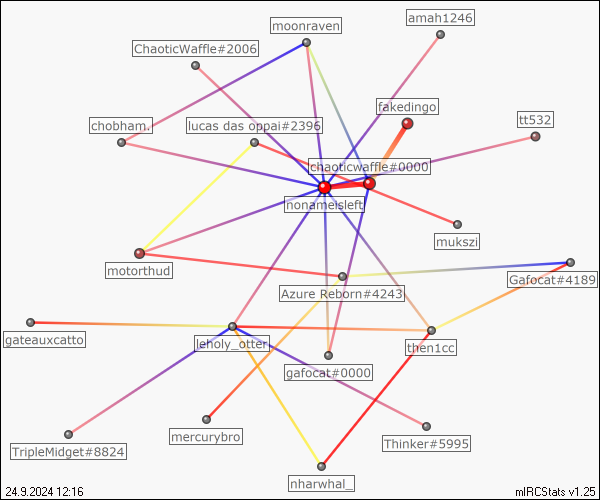 amah1246
moonraven
ChaoticWaffle#2006
fakedingo
tt532
chobham.
lucas das oppai#2396
chaoticwaffle#0000
nonameisleft
mukszi
motorthud
Gafocat#4189
Azure Reborn#4243
gateauxcatto
leholy_otter
then1cc
gafocat#0000
mercurybro
Thinker#5995
TripleMidget#8824
nharwhal_
24.9.2024 12:16
mIRCStats v1.25